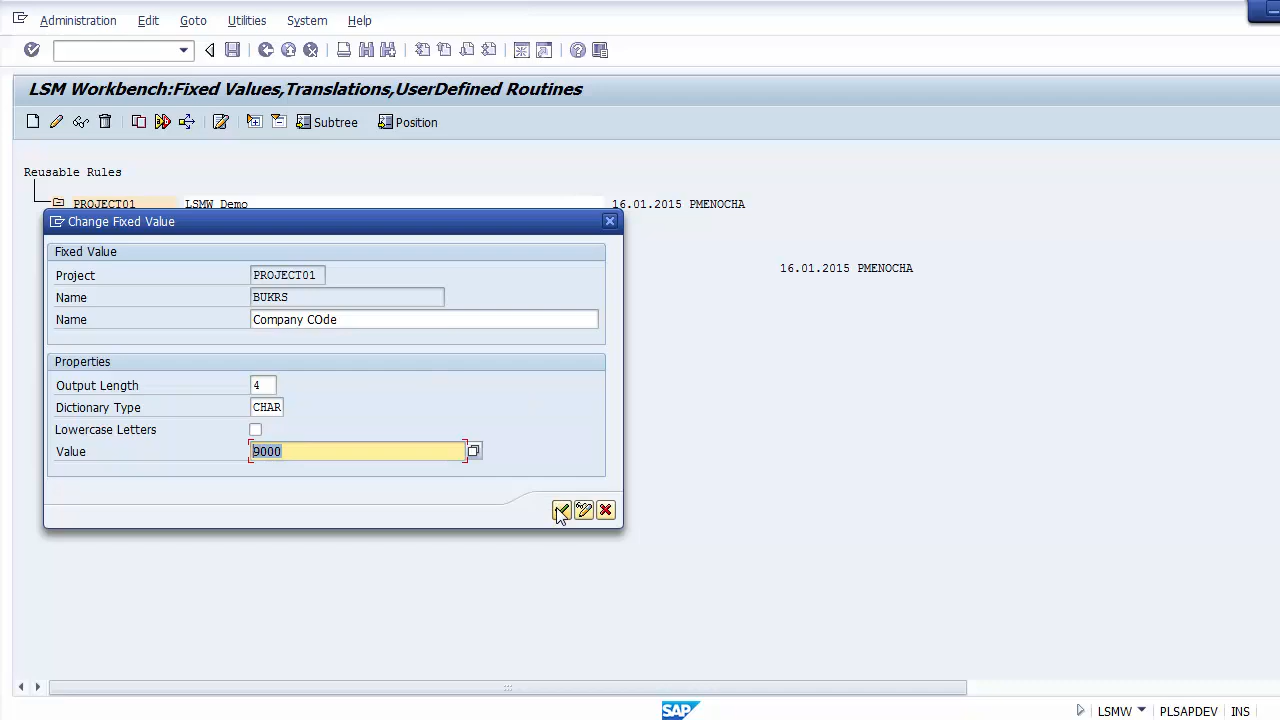 Administration Edit Goto Utilities System Help
LSM Workbench:Fixed Values,Translations,UserDefined Routines
Subtree Position
Reusable Rules
PROJECT01 LSMW Demo 16.01.2015 PMENOCHA
Change Fixed Value
Fixed Value
Project PROJECT01
16.01.2015 PMENOCHA
Name BUKRS
Name Company COde
Properties
Output Length 4
Dictionary Type CHAR
Lowercase Letters
Value 9000
SAP LSMW PLSAPDEV INS